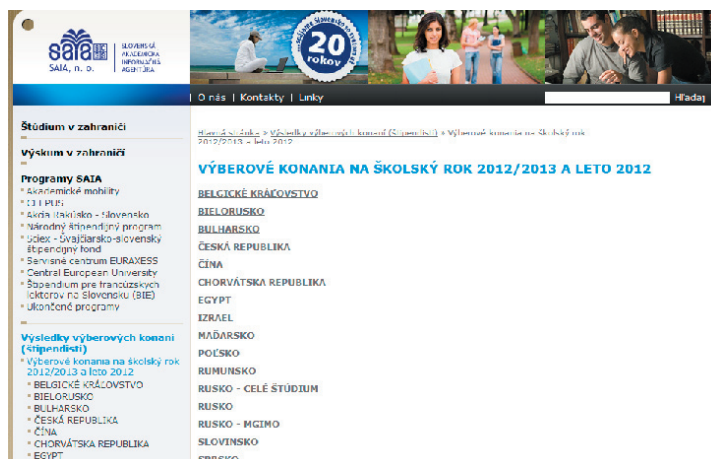 saia
SAIA, n. o.
SLOVENSKÁ
AKADEMICKÁ
INFORMAČNÁ
AGENTÚRA
20
rokov
| O nás | Kontakty | Linky
Hľadaj
Štúdium v zahraničí
Výskum v zahraničí
Programy SAIA
Akademické mobility
CEEPUS
Akcia Rakúsko - Slovensko
Národný štipendijný program
Sciex - Švajčiarsko-slovenský
štipendijný fond
Servisné centrum EURAXESS
Central European University
Štipendium pre francúzskych
lektorov na Slovensku (BIE)
Ukončené programy
Výsledky výberových konaní
(štipendisti)
Výberové konania na školský rok
2012/2013 a leto 2012
BELGICKÉ KRÁĽOVSTVO
BIELORUSKO
BULHARSKO
ČESKÁ REPUBLIKA
ČÍNA
CHORVÁTSKA REPUBLIKA
EGYPT
Hlavná stránka > Výsledky výberových konaní (štipendisti) > Výberové konania na školský rok
2012/2013 a leto 2012
VÝBEROVÉ KONANIA NA ŠKOLSKÝ ROK 2012/2013 A LETO 2012
BELGICKÉ KRÁĽOVSTVO
BIELORUSKO
BULHARSKO
ČESKÁ REPUBLIKA
ČÍNA
CHORVÁTSKA REPUBLIKA
EGYPT
IZRAEL
MAĎARSKO
POĽSKO
RUMUNSKO
RUSKO - CELÉ ŠTÚDIUM
RUSKO
RUSKO - MGIMO
SLOVINSKO
SRBSKO